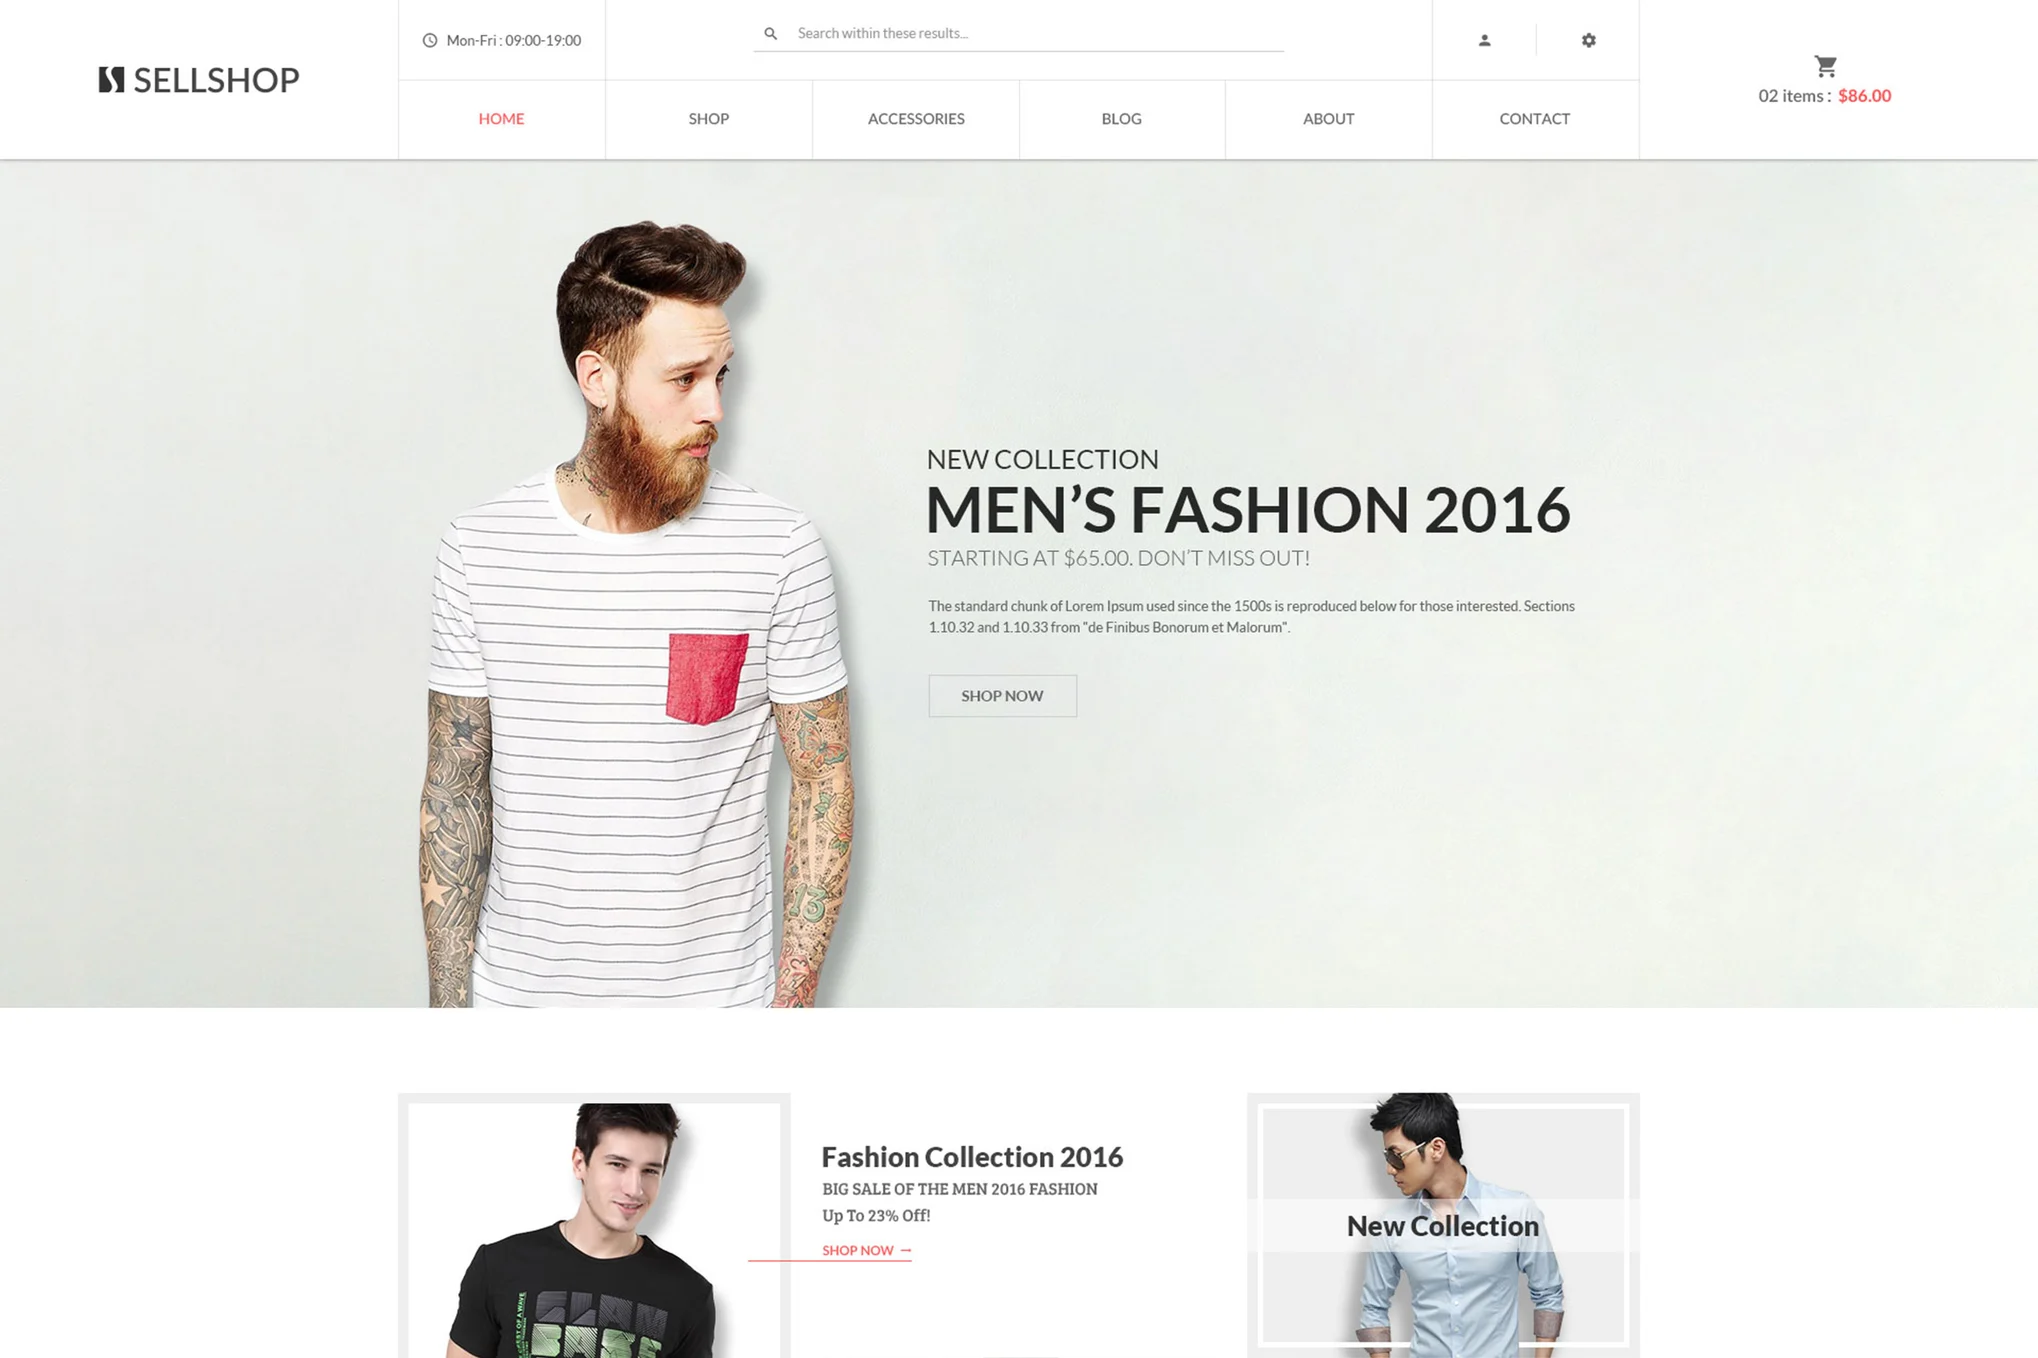 SELLSHOP
Mon-Fri : 09:00-19:00
Search within these results...
02 items : $86.00
HOME
SHOP
ACCESSORIES
BLOG
ABOUT
CONTACT
NEW COLLECTION
MEN’S FASHION 2016
STARTING AT $65.00. DON’T MISS OUT!
The standard chunk of Lorem Ipsum used since the 1500s is reproduced below for those interested. Sections
1.10.32 and 1.10.33 from "de Finibus Bonorum et Malorum".
SHOP NOW
13
Fashion Collection 2016
BIG SALE OF THE MEN 2016 FASHION
Up To 23% Off!
SHOP NOW →
New Collection